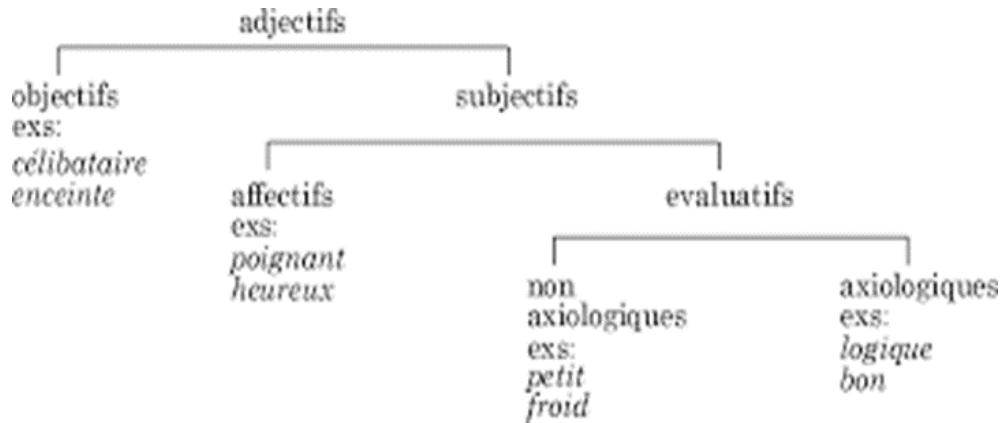 adjectifs
objectifs
exs:
célibataire
enceinte
subjectifs
affectifs
exs:
poignant
heureux
evaluatifs
non
axiologiques
exs:
petit
froid
axiologiques
exs:
logique
bon